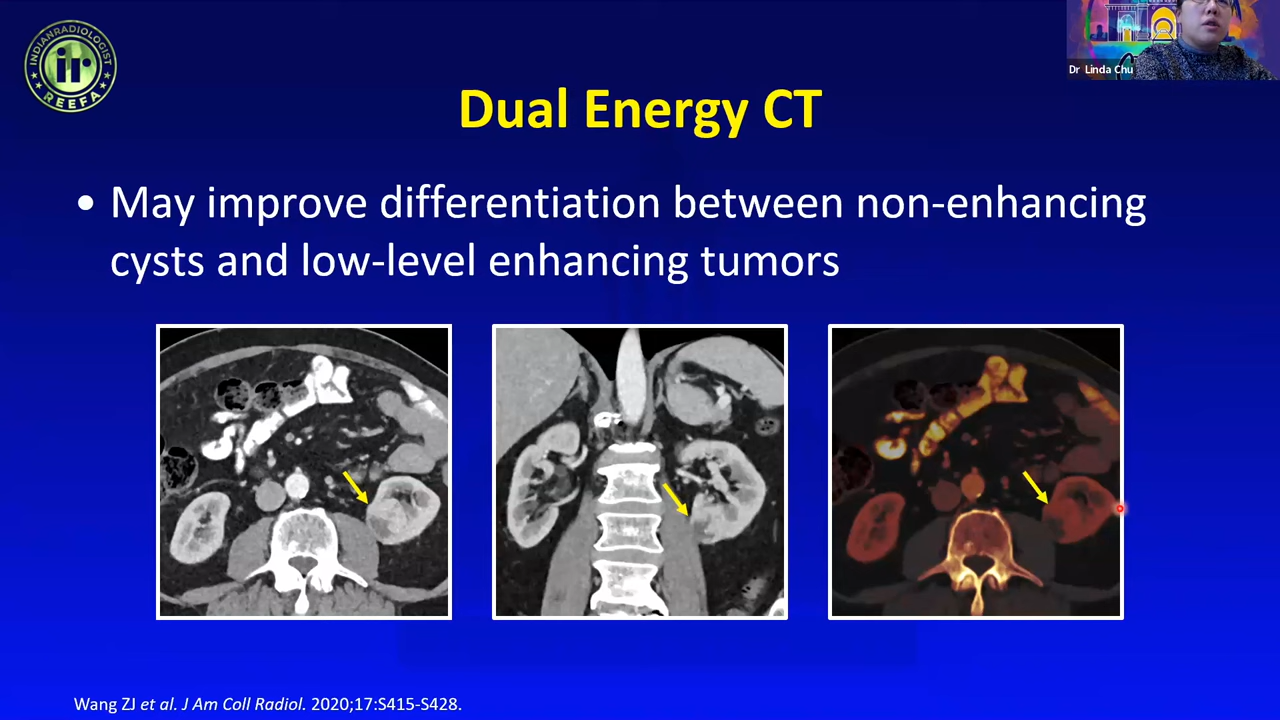 INDIANRADIOLOGIST
ir
REEFA
Dr Linda Chu
Dual Energy CT
• May improve differentiation between non-enhancing
cysts and low-level enhancing tumors
Wang ZJ et al. J Am Coll Radiol. 2020;17:S415-S428.